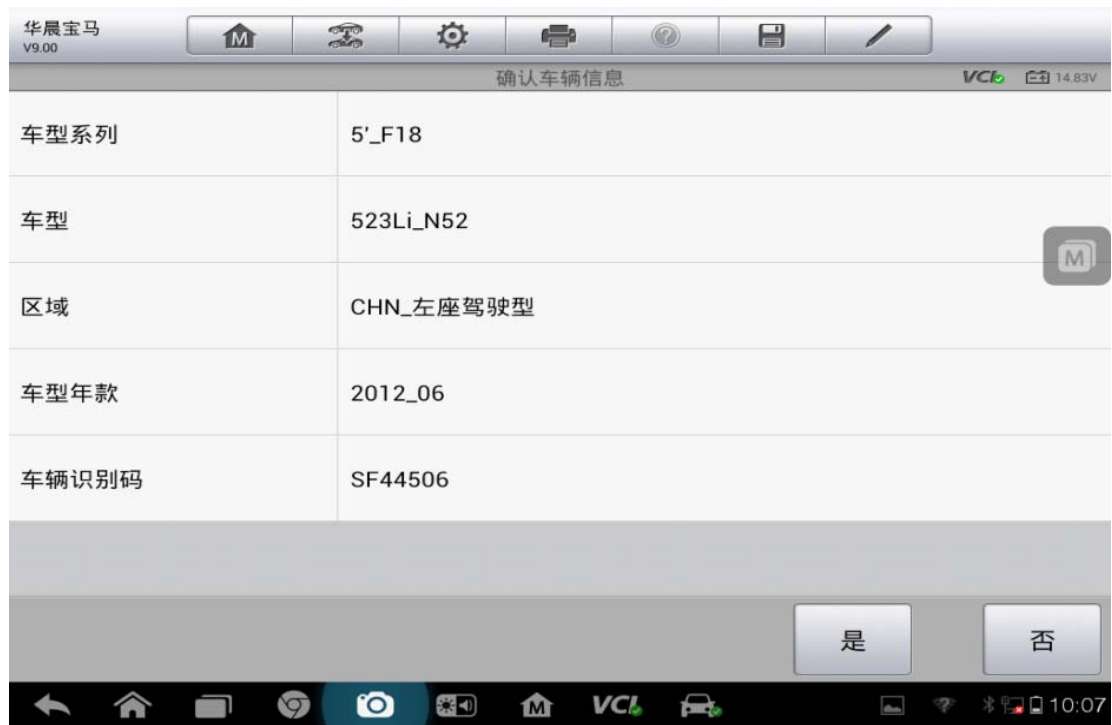 华晨宝马
V9.00
M
确认车辆信息
VCI 14.83V
车型系列 5'_F18
车型 523Li_N52
M
区域 CHN_左座驾驶型
车型年款 2012_06
车辆识别码 SF44506
是 否
M VCI 10:07